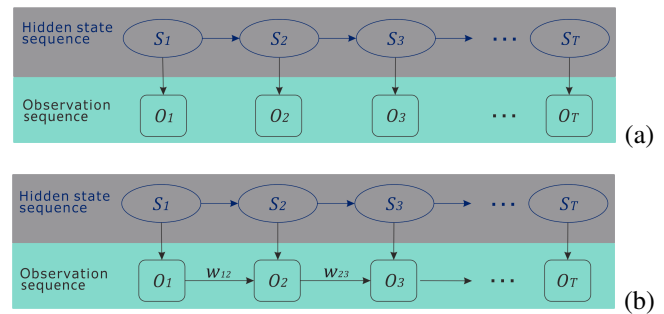 Hidden state
sequence
S1 S2 S3 ··· ST
Observation
sequence
O1 O2 O3 ··· OT
(a)
Hidden state
sequence
S1 S2 S3 ··· ST
Observation
sequence
O1 w12 O2 w23 O3 ··· OT
(b)